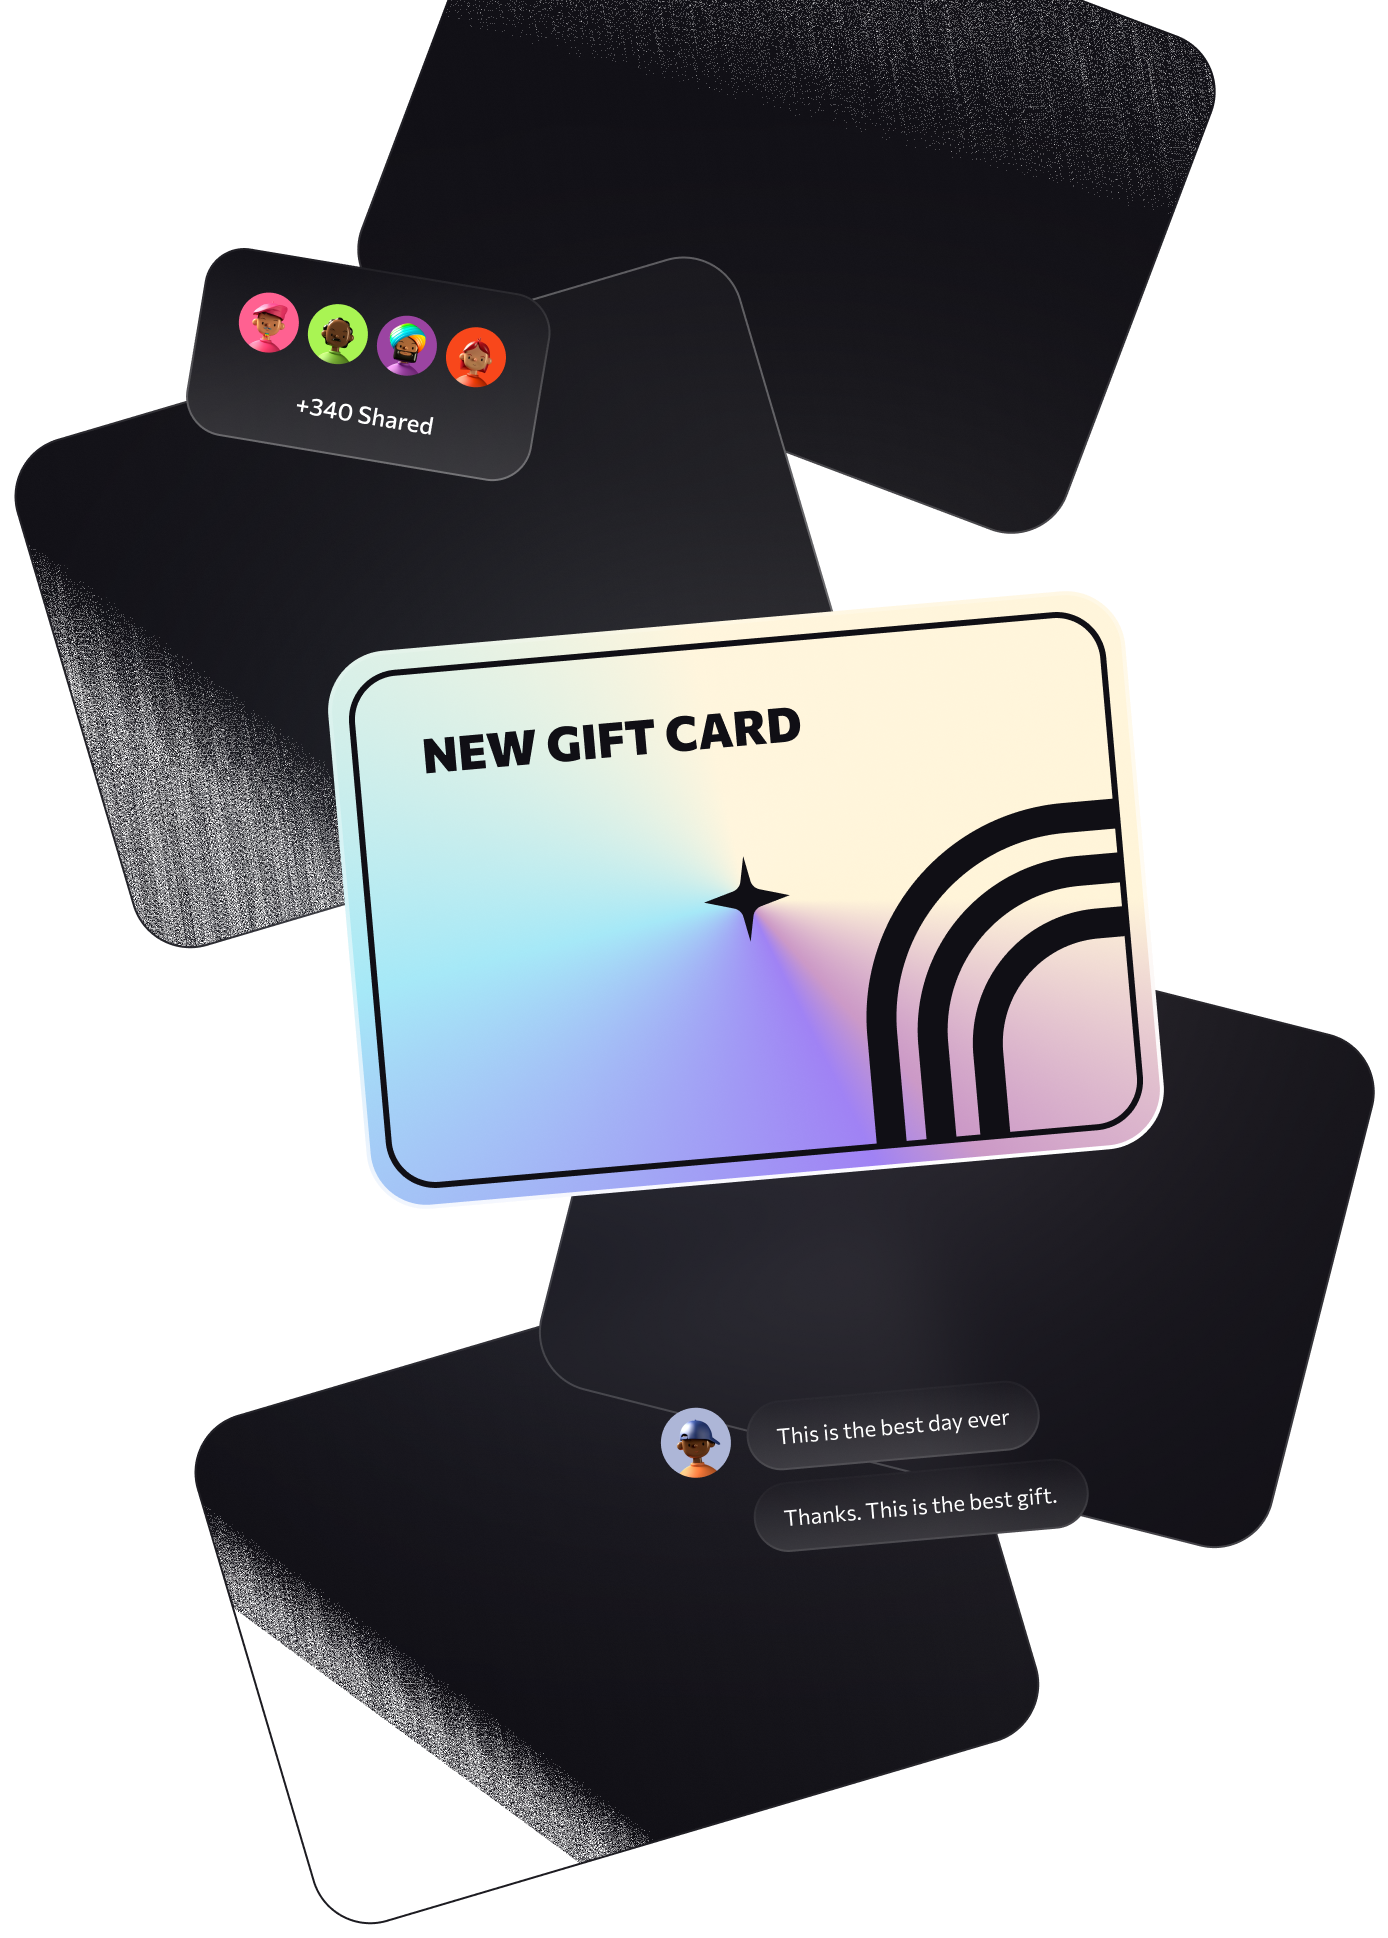 +340 Shared
NEW GIFT CARD
This is the best day ever
Thanks. This is the best gift.